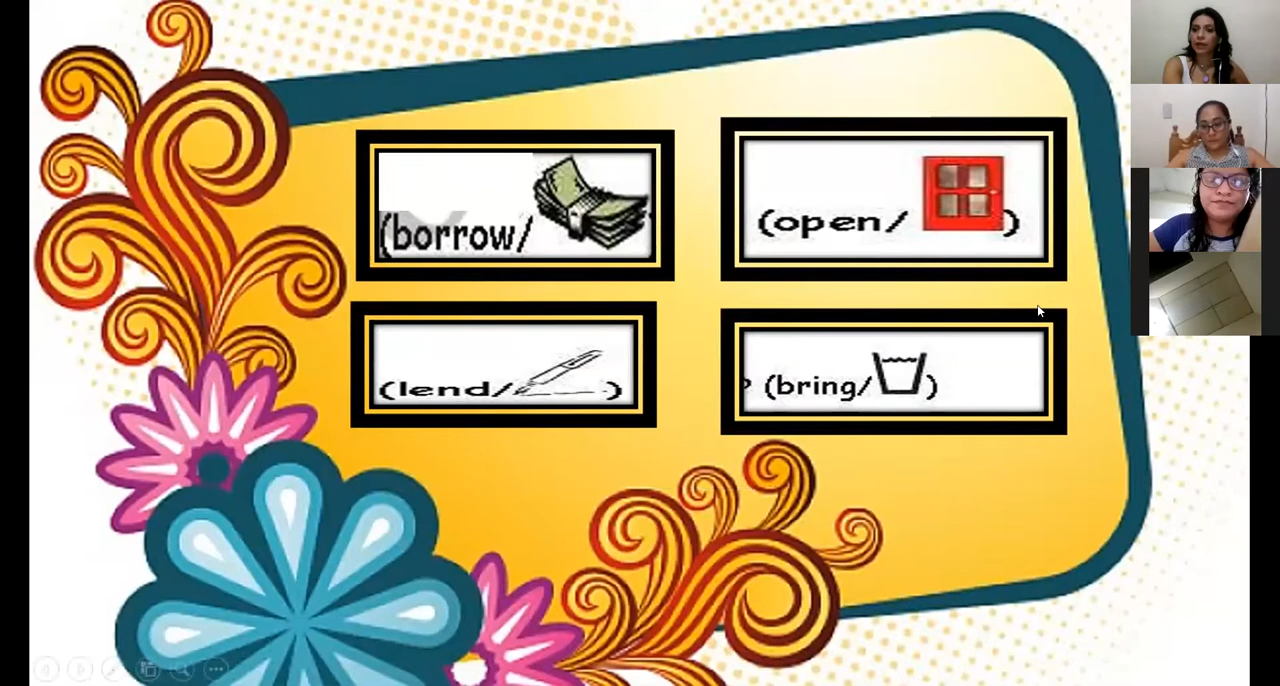 (borrow/
(open/ )
(lend/ )
? (bring/ )